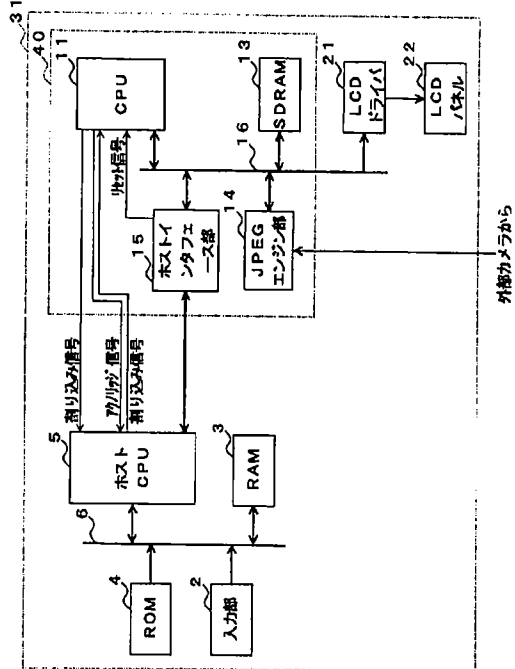 31
40
11
CPU
リセット信号
13
SDRAM
16
15
ホストイ
ンタフェ
ース部
14
JPEG
エンジン部
21
LCD
ドライバ
22
LCD
パネル
割り込み信号
アクノリッジ信号
割り込み信号
外部カメラから
5
ホスト
CPU
6
3
RAM
4
ROM
2
入力部